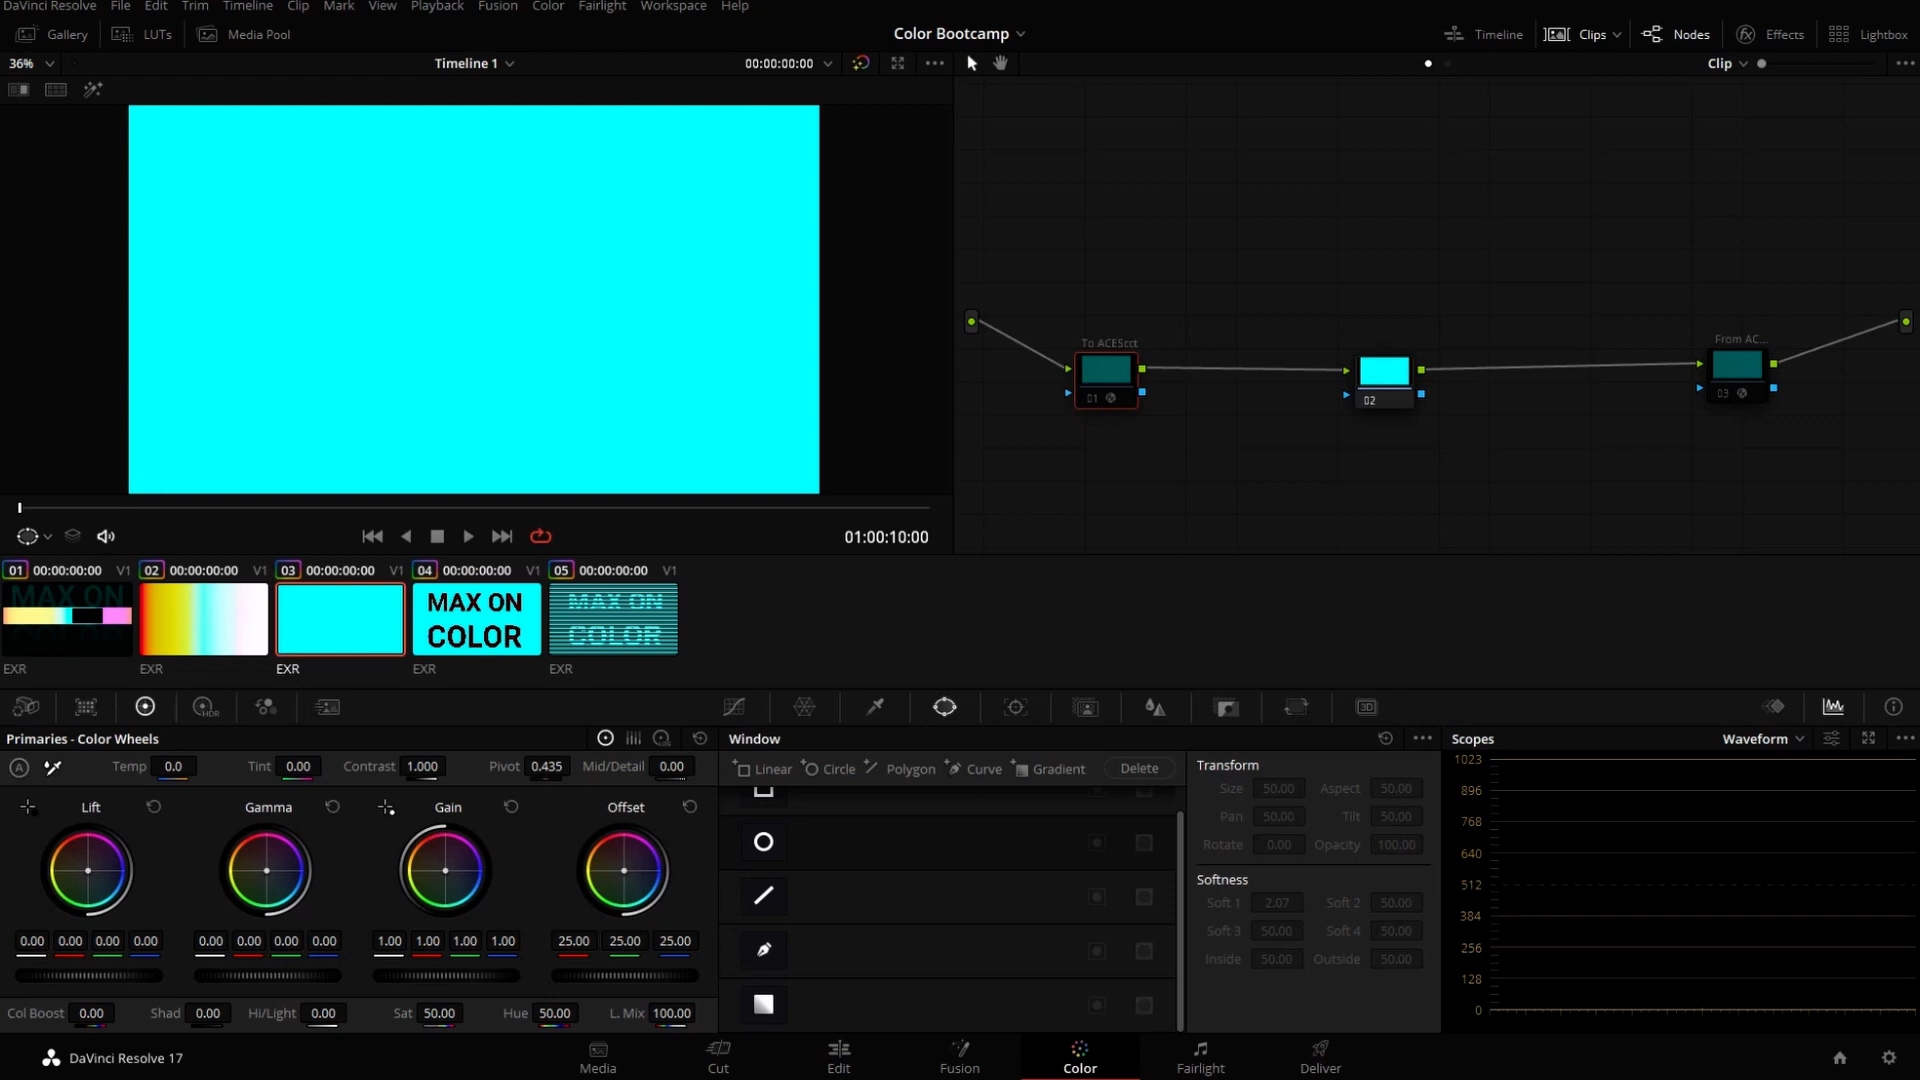 DaVinci Resolve File Edit Trim Timeline Clip Mark View Playback Fusion Color Fairlight Workspace Help
Gallery LUTs Media Pool Color Bootcamp Timeline Clips Nodes Effects Lightbox
36% Timeline 1 00:00:00:00 Clip
To ACEScct
01
02
From AC...
03
01:00:10:00
01 00:00:00:00 V1 02 00:00:00:00 V1 03 00:00:00:00 V1 04 00:00:00:00 V1 05 00:00:00:00 V1
MAX ON
MAX ON
COLOR
MAX ON
COLOR
EXR EXR EXR EXR EXR
HDR
3D
Primaries - Color Wheels
Temp 0.0 Tint 0.00 Contrast 1.000 Pivot 0.435 Mid/Detail 0.00
Lift Gamma Gain Offset
0.00 0.00 0.00 0.00 0.00 0.00 0.00 0.00 1.00 1.00 1.00 1.00 25.00 25.00 25.00
Col Boost 0.00 Shad 0.00 Hi/Light 0.00 Sat 50.00 Hue 50.00 L. Mix 100.00
Window
Linear Circle Polygon Curve Gradient Delete
Transform
Size 50.00 Aspect 50.00
Pan 50.00 Tilt 50.00
Rotate 0.00 Opacity 100.00
Softness
Soft 1 2.07 Soft 2 50.00
Soft 3 50.00 Soft 4 50.00
Inside 50.00 Outside 50.00
Scopes Waveform
1023
896
768
640
512
384
256
128
0
DaVinci Resolve 17
Media Cut Edit Fusion Color Fairlight Deliver